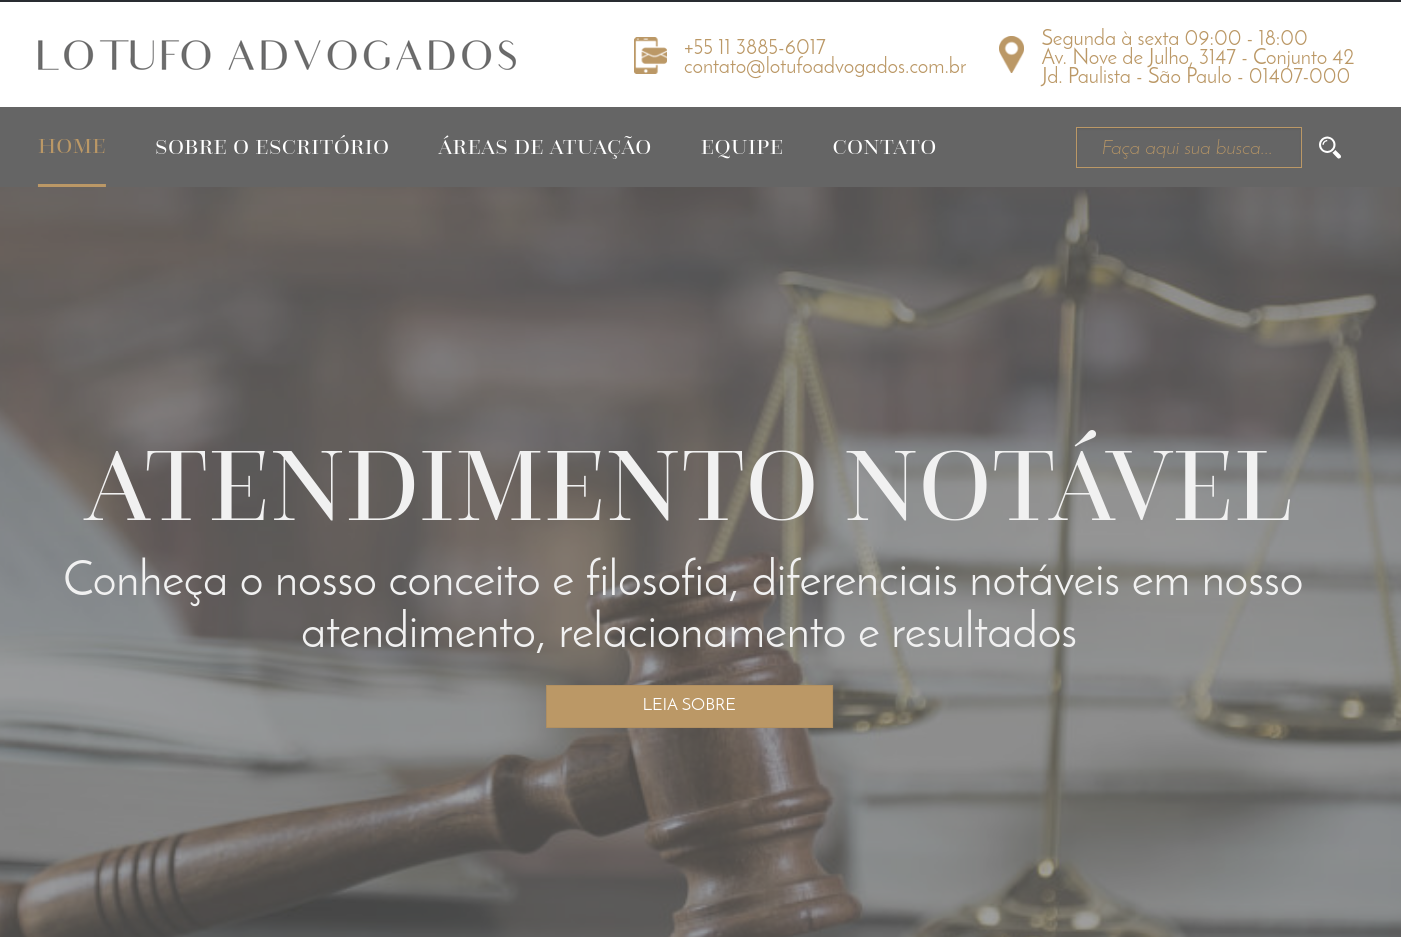 LOTUFO ADVOGADOS
+55 11 3885-6017
contato@lotufoadvogados.com.br
Segunda à sexta 09:00 - 18:00
Av. Nove de Julho, 3147 - Conjunto 42
Jd. Paulista - São Paulo - 01407-000
HOME SOBRE O ESCRITÓRIO ÁREAS DE ATUAÇÃO EQUIPE CONTATO Faça aqui sua busca...
ATENDIMENTO NOTÁVEL
Conheça o nosso conceito e filosofia, diferenciais notáveis em nosso
atendimento, relacionamento e resultados
LEIA SOBRE